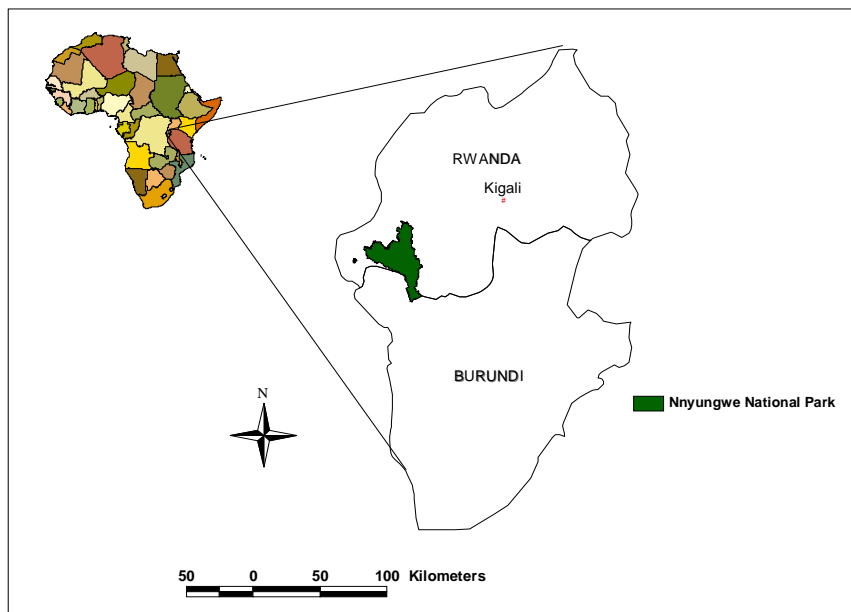 RWANDA
Kigali
#
BURUNDI
N
Nnyungwe National Park
50 0 50 100 Kilometers